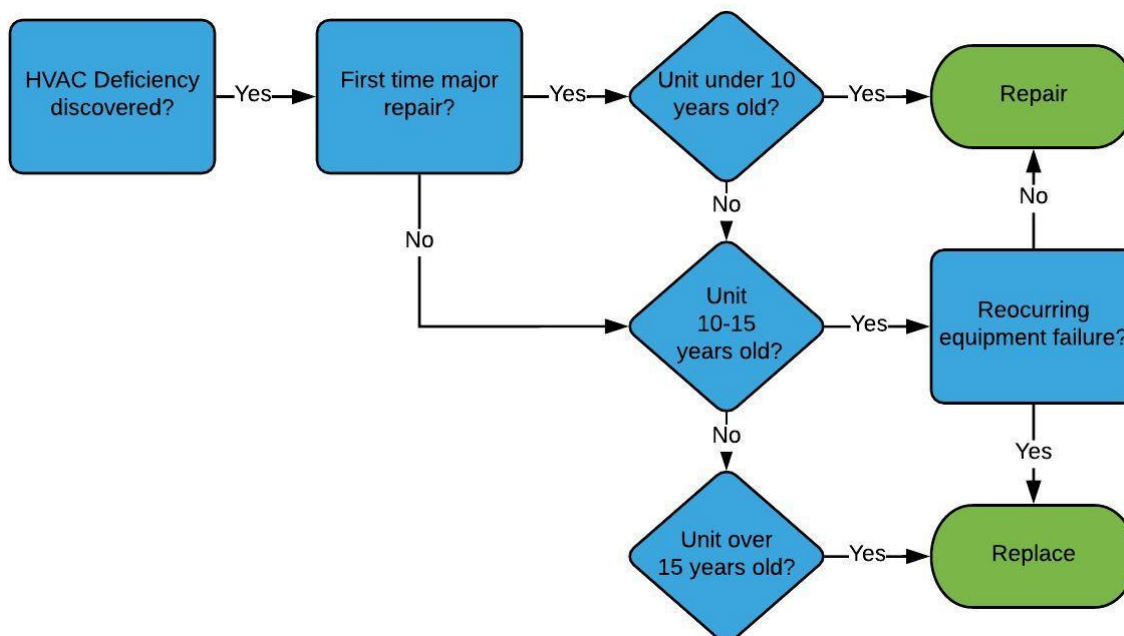 HVAC Deficiency
discovered?
Yes
First time major
repair?
Yes
Unit under 10
years old?
Yes
Repair
No
No
No
Unit
10-15
years old?
Yes
Reocurring
equipment failure?
No
Yes
Unit over
15 years old?
Yes
Replace